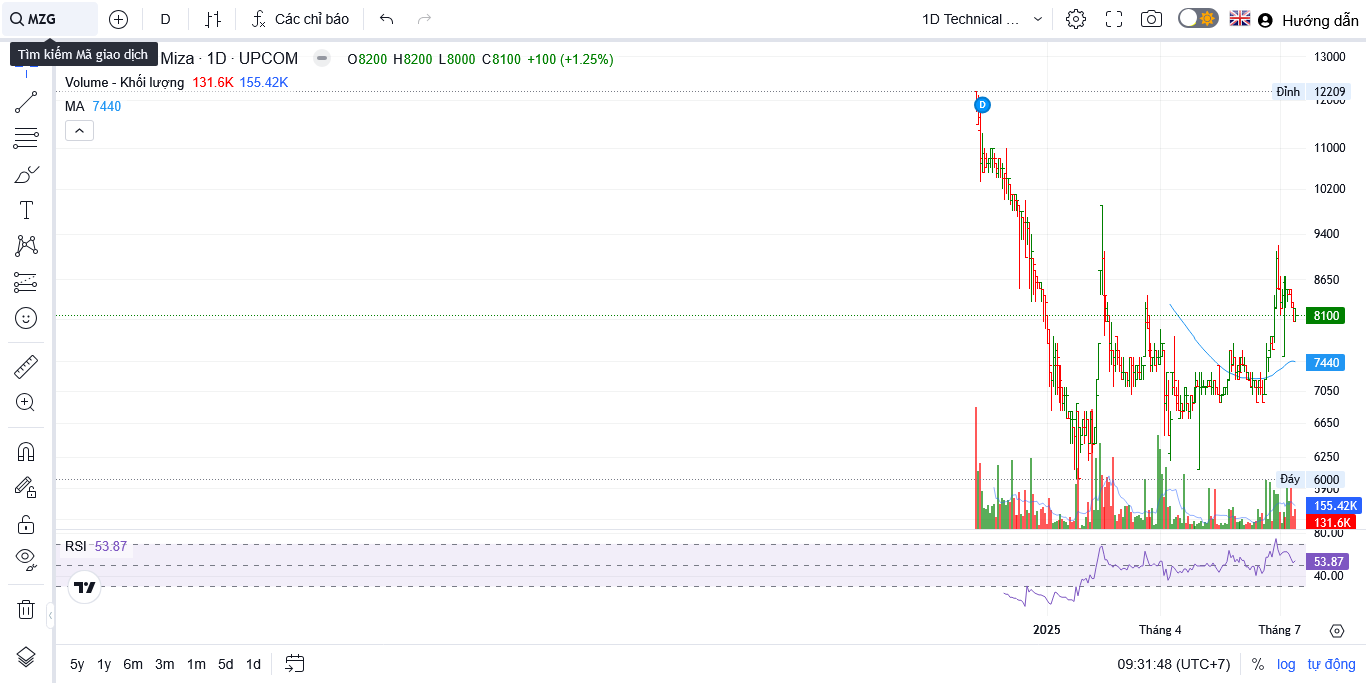 MZG
D
Các chỉ báo
1D Technical ...
Hướng dẫn
Tìm kiếm Mã giao dịch
Miza · 1D · UPCOM
O8200 H8200 L8000 C8100 +100 (+1.25%)
Volume - Khối lượng 131.6K 155.42K
MA 7440
D
13000
Đỉnh 12209
12000
11000
10200
9400
8650
8100
7440
7050
6650
6250
Đáy 6000
5900
155.42K
131.6K
80.00
RSI 53.87
53.87
40.00
2025 Tháng 4 Tháng 7
5y 1y 6m 3m 1m 5d 1d
09:31:48 (UTC+7) % log tự động